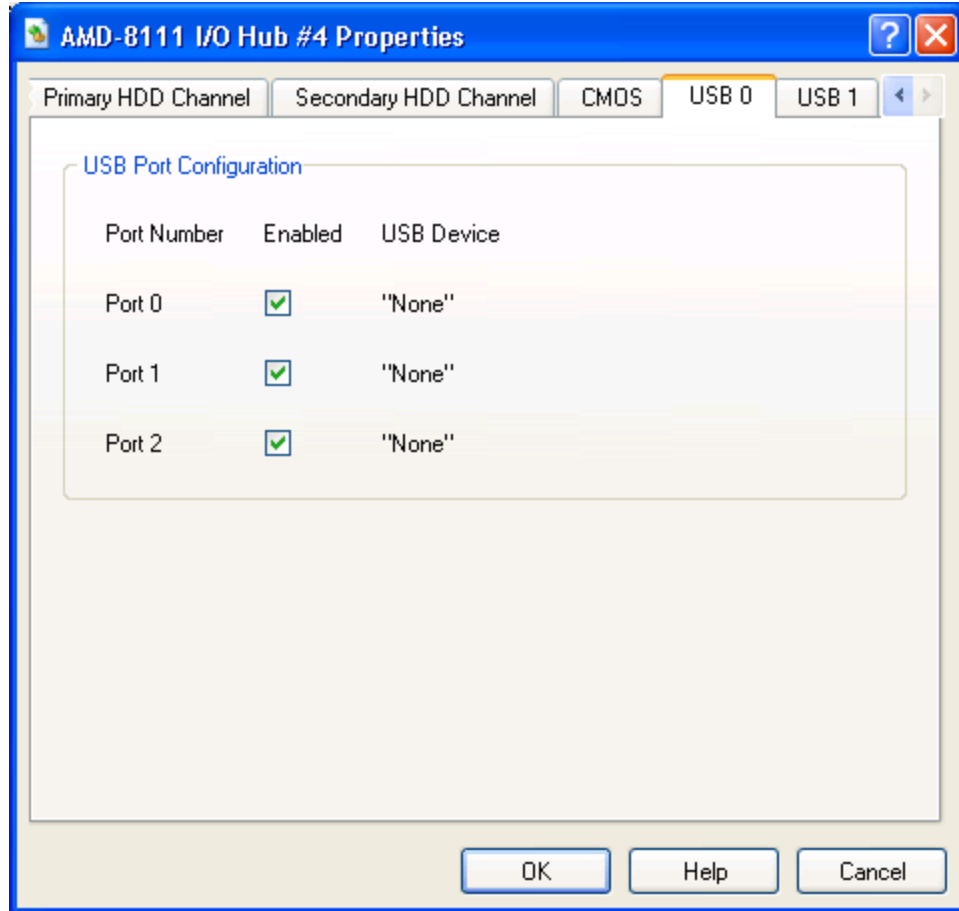 AMD-8111 I/O Hub #4 Properties
Primary HDD Channel Secondary HDD Channel CMOS USB 0 USB 1
USB Port Configuration
Port Number Enabled USB Device
Port 0 "None"
Port 1 "None"
Port 2 "None"
OK Help Cancel